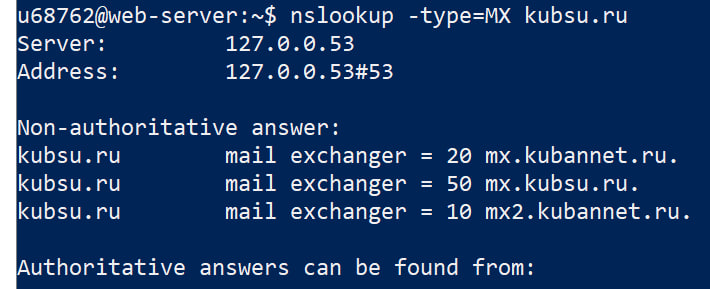 u68762@web-server:~$ nslookup -type=MX kubsu.ru
Server:         127.0.0.53
Address:        127.0.0.53#53

Non-authoritative answer:
kubsu.ru        mail exchanger = 20 mx.kubannet.ru.
kubsu.ru        mail exchanger = 50 mx.kubsu.ru.
kubsu.ru        mail exchanger = 10 mx2.kubannet.ru.

Authoritative answers can be found from: